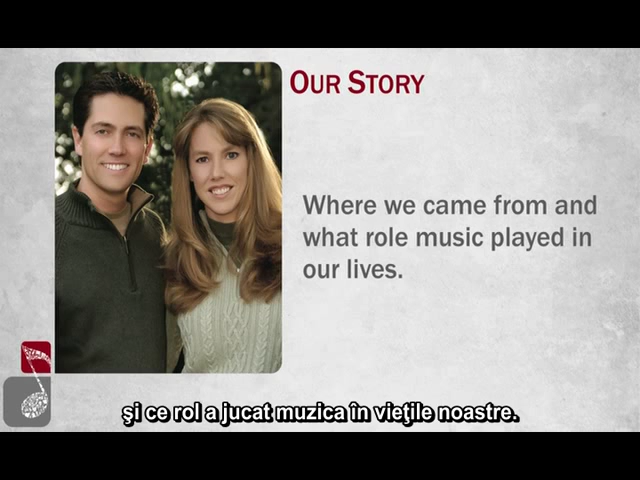 OUR STORY
Where we came from and
what role music played in
our lives.
şi ce rol a jucat muzica în vieţile noastre.